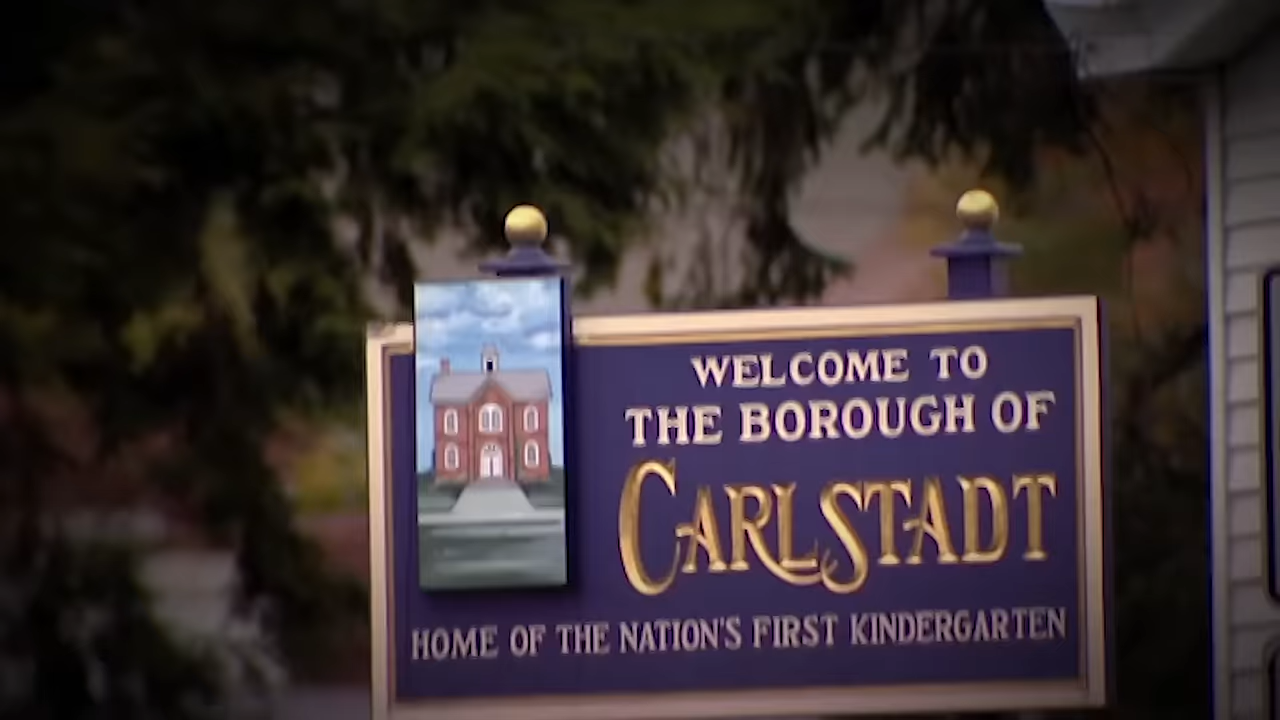 WELCOME TO
THE BOROUGH OF
CARLSTADT
HOME OF THE NATION'S FIRST KINDERGARTEN